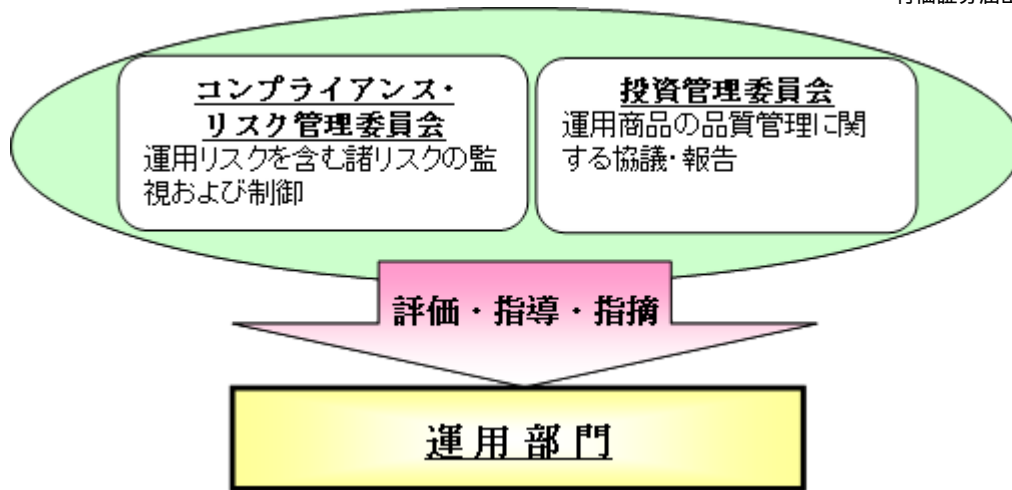 コンプライアンス・
リスク管理委員会
運用リスクを含む諸リスクの監
視および制御
投資管理委員会
運用商品の品質管理に関
する協議・報告
評価・指導・指摘
運用部門